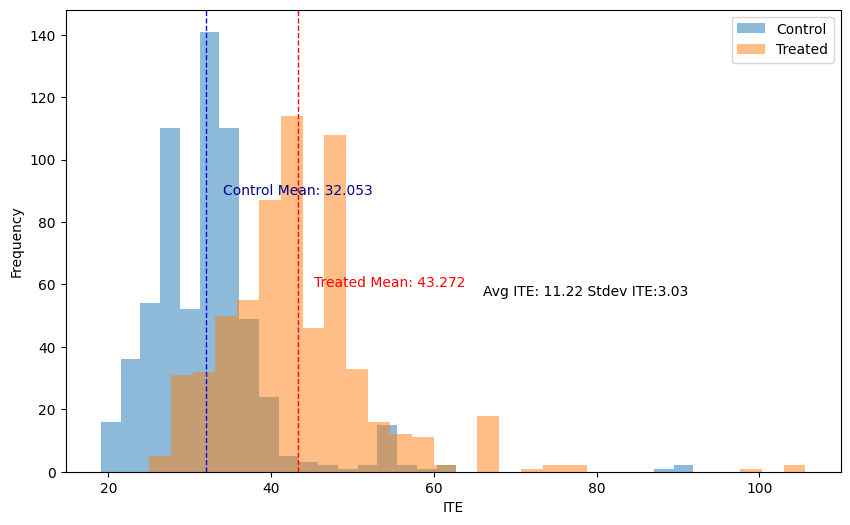 Control
Treated
140
120
100
80
60
40
20
0
Frequency
Control Mean: 32.053
Treated Mean: 43.272
Avg ITE: 11.22 Stdev ITE:3.03
20 40 60 80 100
ITE